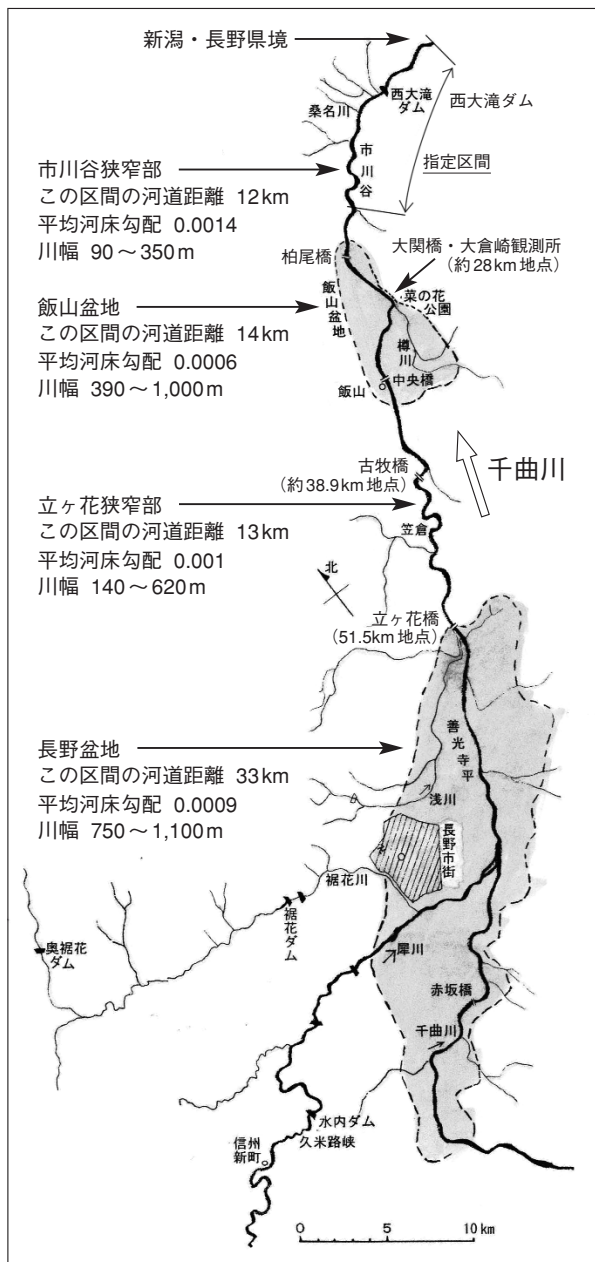 新潟・長野県境
西大滝
ダム
西大滝ダム
桑名川
市川谷
指定区間
市川谷狭窄部
この区間の河道距離 12km
平均河床勾配 0.0014
川幅 90～350m
大関橋・大倉崎観測所
（約28km地点）
柏尾橋
菜の花
公園
飯山盆地
飯山盆地
この区間の河道距離 14km
平均河床勾配 0.0006
川幅 390～1,000m
樽川
中央橋
飯山
千曲川
古牧橋
（約38.9km地点）
立ヶ花狭窄部
この区間の河道距離 13km
平均河床勾配 0.001
川幅 140～620m
笠倉
北
立ヶ花橋
（51.5km地点）
善光寺平
長野盆地
この区間の河道距離 33km
平均河床勾配 0.0009
川幅 750～1,100m
浅川
長野市街
裾花川
裾花ダム
奥裾花
ダム
犀川
赤坂橋
千曲川
水内ダム
久米路峡
信州
新町
0 5 10km